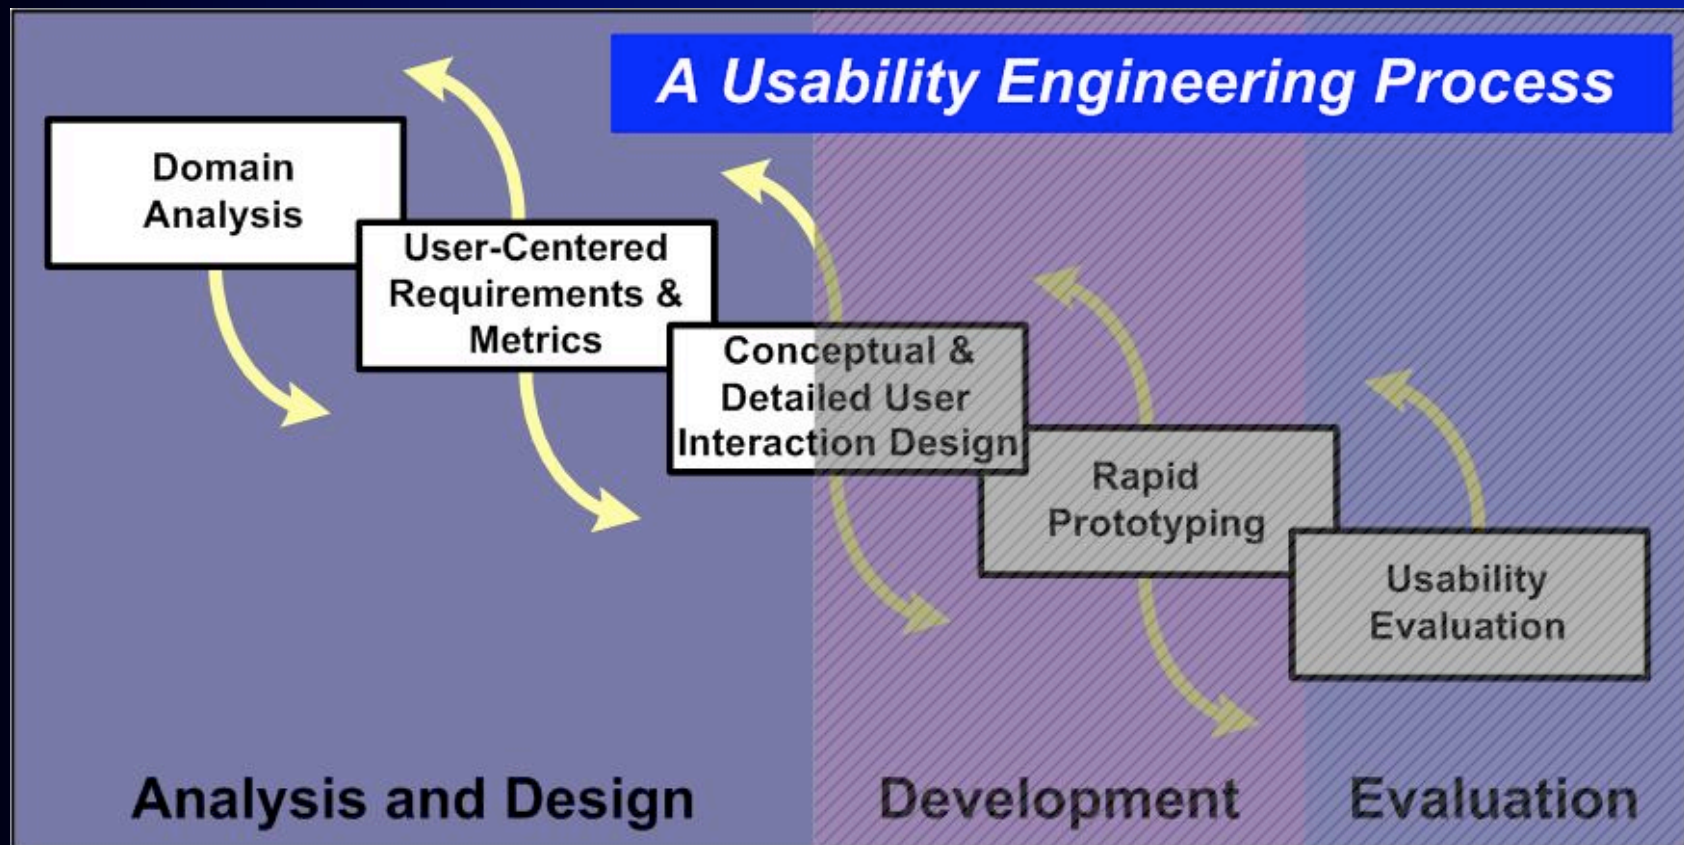 A Usability Engineering Process
Domain
Analysis
User-Centered
Requirements &
Metrics
Conceptual &
Detailed User
Interaction Design
Rapid
Prototyping
Usability
Evaluation
Analysis and Design
Development
Evaluation